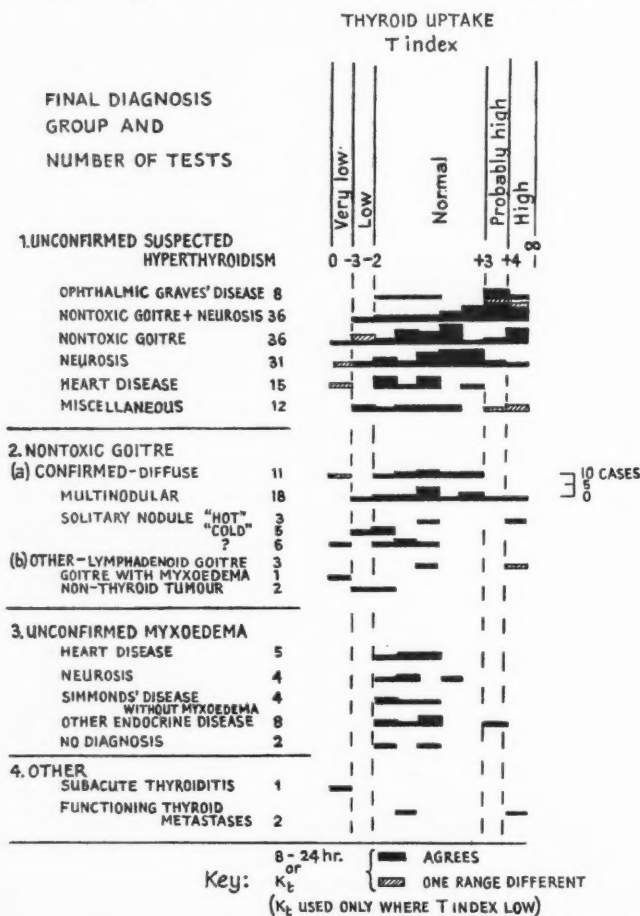 THYROID UPTAKE
T index
FINAL DIAGNOSIS
GROUP AND
NUMBER OF TESTS
Very low.
Low
Normal
Probably high
High
1. UNCONFIRMED SUSPECTED
HYPERTHYROIDISM
0 -3 -2 +3 +4 8
OPHTHALMIC GRAVES' DISEASE 8
NONTOXIC GOITRE + NEUROSIS 36
NONTOXIC GOITRE 36
NEUROSIS 31
HEART DISEASE 15
MISCELLANEOUS 12
2. NONTOXIC GOITRE
(a) CONFIRMED-DIFFUSE 11
10 CASES
5
0
MULTINODULAR 18
SOLITARY NODULE "HOT" 3
"COLD" 5
? 6
(b) OTHER-LYMPHADENOID GOITRE 3
GOITRE WITH MYXOEDEMA 1
NON-THYROID TUMOUR 2
3. UNCONFIRMED MYXOEDEMA
HEART DISEASE 5
NEUROSIS 4
SIMMONDS' DISEASE 4
WITHOUT MYXOEDEMA
OTHER ENDOCRINE DISEASE 8
NO DIAGNOSIS 2
4. OTHER
SUBACUTE THYROIDITIS 1
FUNCTIONING THYROID
METASTASES 2
Key: 8-24 hr. or Kt
AGREES
ONE RANGE DIFFERENT
(Kt USED ONLY WHERE T INDEX LOW)